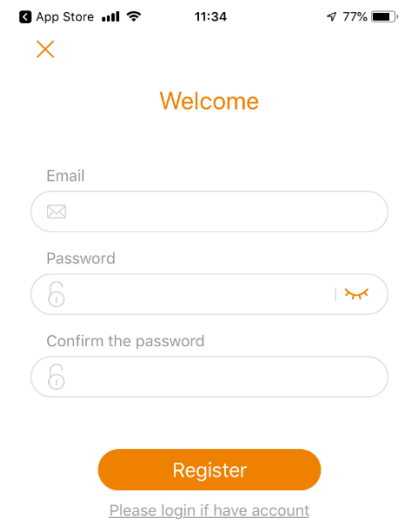 App Store 11:34 77%
Welcome
Email
Password
Confirm the password
Register
Please login if have account